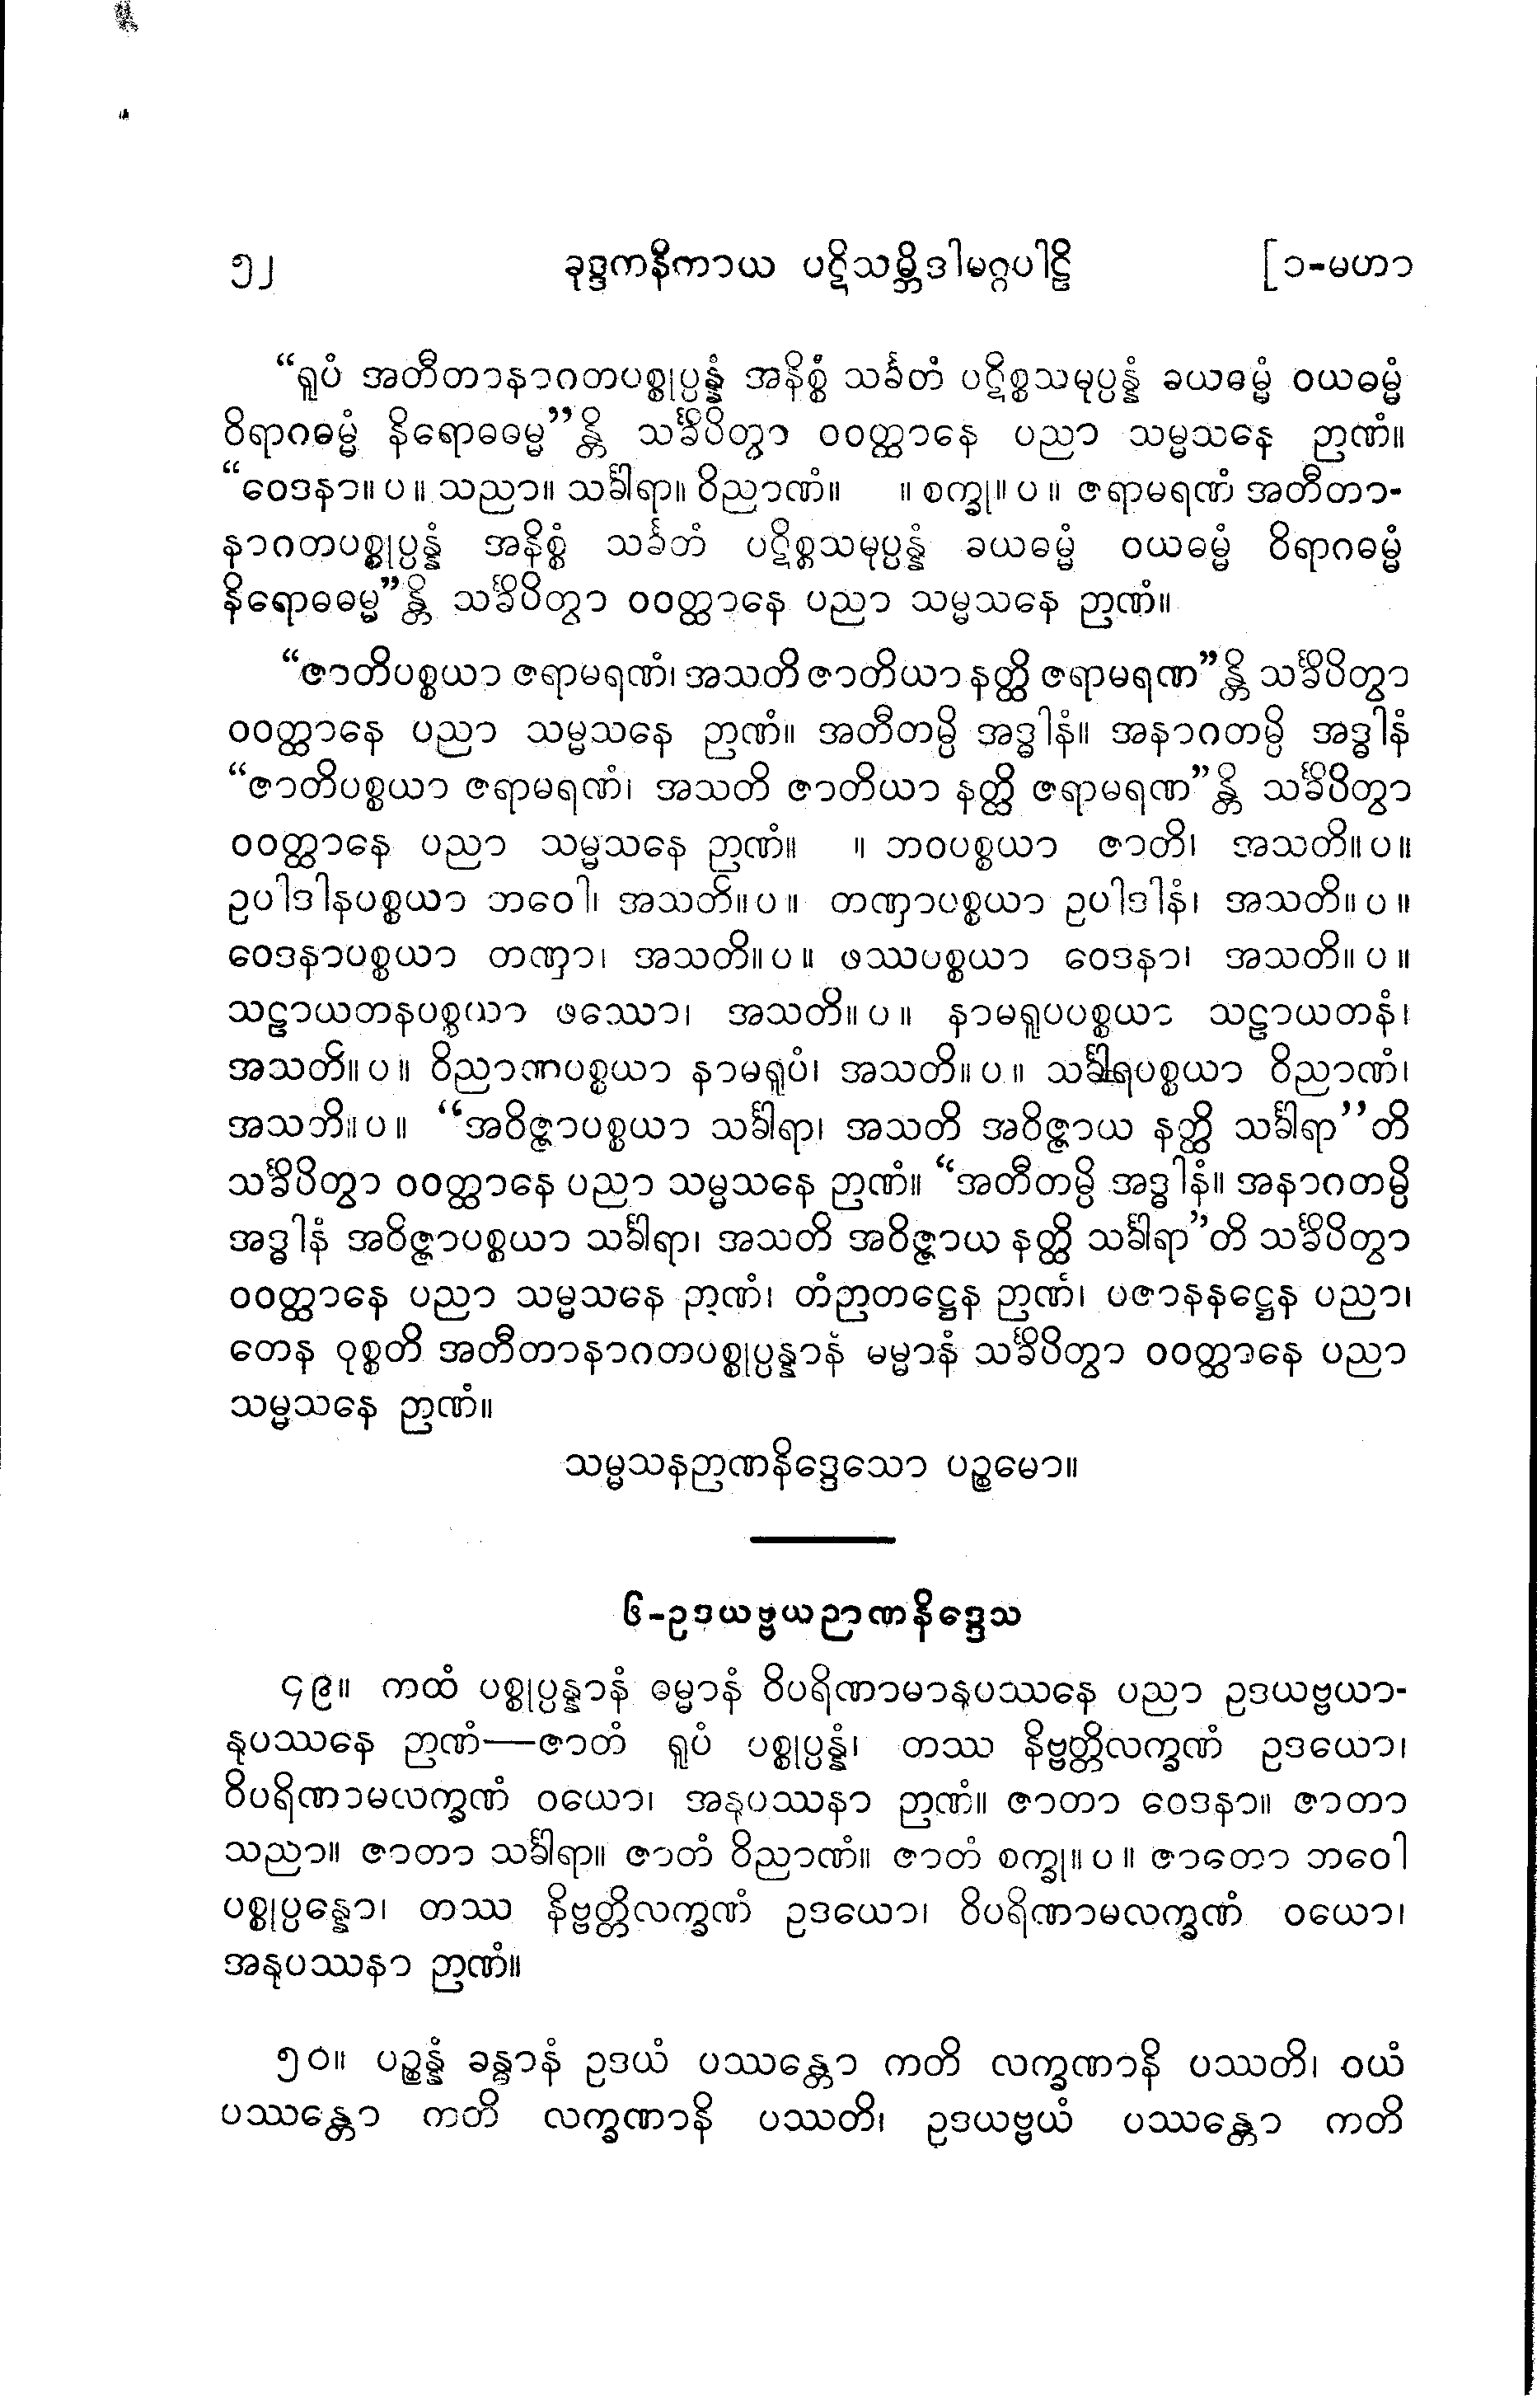 ၅၂ ခုဒ္ဒကနိကာယ ပဋိသမ္ဘိဒါမဂ္ဂပါဠိ [၁-မဟာ
“ရူပံ အတီတာနာဂတပစ္စုပ္ပန္နံ အနိစ္စံ သင်္ခတံ ပဋိစ္စသမုပ္ပန္နံ ခယဓမ္မံ ဝယဓမ္မံ
ဝိရာဂဓမ္မံ နိရောဓဓမ္မ”န္တိ သင်္ခိပိတွာ ဝဝတ္ထာနေ ပညာ သမ္မသနေ ဉာဏံ။
“ဝေဒနာ။ ပ ။ သညာ။ သင်္ခါရာ။ ဝိညာဏံ။ ။ စက္ခု။ ပ ။ ဇရာမရဏံ အတီတာ-
နာဂတပစ္စုပ္ပန္နံ အနိစ္စံ သင်္ခတံ ပဋိစ္စသမုပ္ပန္နံ ခယဓမ္မံ ဝယဓမ္မံ ဝိရာဂဓမ္မံ
နိရောဓဓမ္မ”န္တိ သင်္ခိပိတွာ ဝဝတ္ထာနေ ပညာ သမ္မသနေ ဉာဏံ။
“ဇာတိပစ္စယာ ဇရာမရဏံ၊ အသတိ ဇာတိယာ နတ္ထိ ဇရာမရဏ”န္တိ သင်္ခိပိတွာ
ဝဝတ္ထာနေ ပညာ သမ္မသနေ ဉာဏံ။ အတီတမ္ပိ အဒ္ဓါနံ။ အနာဂတမ္ပိ အဒ္ဓါနံ
“ဇာတိပစ္စယာ ဇရာမရဏံ၊ အသတိ ဇာတိယာ နတ္ထိ ဇရာမရဏ”န္တိ သင်္ခိပိတွာ
ဝဝတ္ထာနေ ပညာ သမ္မသနေ ဉာဏံ။ ။ ဘဝပစ္စယာ ဇာတိ၊ အသတိ။ ပ ။
ဥပါဒါနပစ္စယာ ဘဝေါ၊ အသတိ။ ပ ။ တဏှာပစ္စယာ ဥပါဒါနံ၊ အသတိ။ ပ ။
ဝေဒနာပစ္စယာ တဏှာ၊ အသတိ။ ပ ။ ဖဿပစ္စယာ ဝေဒနာ၊ အသတိ။ ပ ။
သဠာယတနပစ္စယာ ဖဿော၊ အသတိ။ ပ ။ နာမရူပပစ္စယာ သဠာယတနံ၊
အသတိ။ ပ ။ ဝိညာဏပစ္စယာ နာမရူပံ၊ အသတိ။ ပ ။ သင်္ခါရပစ္စယာ ဝိညာဏံ၊
အသတိ။ ပ ။ “အဝိဇ္ဇာပစ္စယာ သင်္ခါရာ၊ အသတိ အဝိဇ္ဇာယ နတ္ထိ သင်္ခါရာ”တိ
သင်္ခိပိတွာ ဝဝတ္ထာနေ ပညာ သမ္မသနေ ဉာဏံ။ “အတီတမ္ပိ အဒ္ဓါနံ။ အနာဂတမ္ပိ
အဒ္ဓါနံ အဝိဇ္ဇာပစ္စယာ သင်္ခါရာ၊ အသတိ အဝိဇ္ဇာယ နတ္ထိ သင်္ခါရာ”တိ သင်္ခိပိတွာ
ဝဝတ္ထာနေ ပညာ သမ္မသနေ ဉာဏံ၊ တံဉာတဋ္ဌေန ဉာဏံ၊ ပဇာနနဋ္ဌေန ပညာ၊
တေန ဝုစ္စတိ အတီတာနာဂတပစ္စုပ္ပန္နာနံ မမ္မာနံ သင်္ခိပိတွာ ဝဝတ္ထာနေ ပညာ
သမ္မသနေ ဉာဏံ။
သမ္မသနဉာဏနိဒ္ဒေသော ပဉ္စမော။
၆-ဥဒယဗ္ဗယဉာဏနိဒ္ဒေသ
၄၉။ ကထံ ပစ္စုပ္ပန္နာနံ ဓမ္မာနံ ဝိပရိဏာမာနုပဿနေ ပညာ ဥဒယဗ္ဗယာ-
နုပဿနေ ဉာဏံ—ဇာတံ ရူပံ ပစ္စုပ္ပန္နံ၊ တဿ နိဗ္ဗတ္တိလက္ခဏံ ဥဒယော၊
ဝိပရိဏာမလက္ခဏံ ဝယော၊ အနုပဿနာ ဉာဏံ။ ဇာတာ ဝေဒနာ။ ဇာတာ
သညာ။ ဇာတာ သင်္ခါရာ။ ဇာတံ ဝိညာဏံ။ ဇာတံ စက္ခု။ ပ ။ ဇာတော ဘဝေါ
ပစ္စုပ္ပန္နော၊ တဿ နိဗ္ဗတ္တိလက္ခဏံ ဥဒယော၊ ဝိပရိဏာမလက္ခဏံ ဝယော၊
အနုပဿနာ ဉာဏံ။
၅၀။ ပဉ္စန္နံ ခန္ဓာနံ ဥဒယံ ပဿန္တော ကတိ လက္ခဏာနိ ပဿတိ၊ ဝယံ
ပဿန္တော ကတိ လက္ခဏာနိ ပဿတိ၊ ဥဒယဗ္ဗယံ ပဿန္တော ကတိ